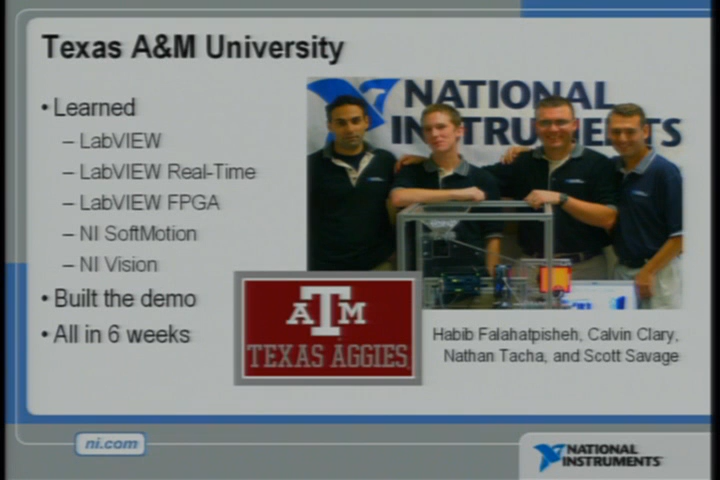 Texas A&M University
• Learned
– LabVIEW
– LabVIEW Real-Time
– LabVIEW FPGA
– NI SoftMotion
– NI Vision
• Built the demo
• All in 6 weeks
NATIONAL
INSTRUMENTS
ATM
TEXAS AGGIES
Habib Falahatpisheh, Calvin Clary,
Nathan Tacha, and Scott Savage
ni.com
NATIONAL
INSTRUMENTS